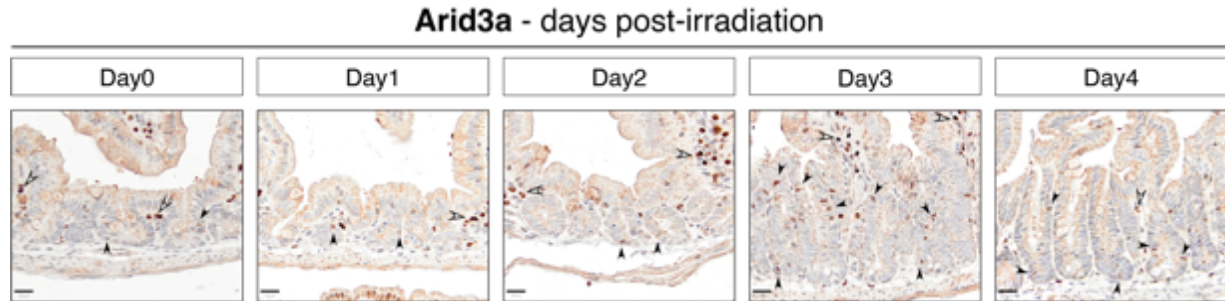 Arid3a - days post-irradiation
Day0
Day1
Day2
Day3
Day4